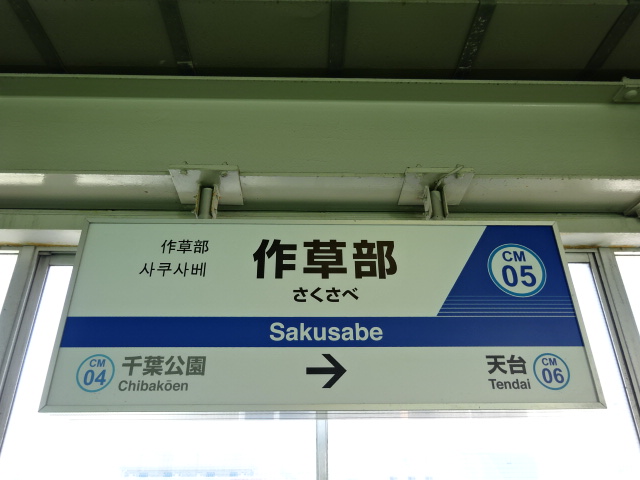 作草部
사쿠사베
作草部
さくさべ
CM
05
Sakusabe
CM
04
千葉公園
Chibakōen
→
天台
Tendai
CM
06